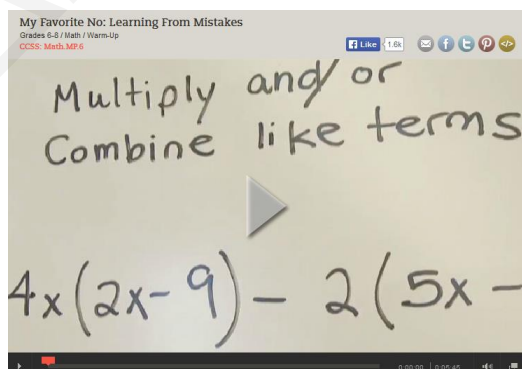 My Favorite No: Learning From Mistakes
Grades 6-8 / Math / Warm-Up
CCSS: Math.MP.6
Like 1.6k
Multiply and/or
Combine like terms
4x(2x-9) - 2(5x -
0:00:00 0:05:45